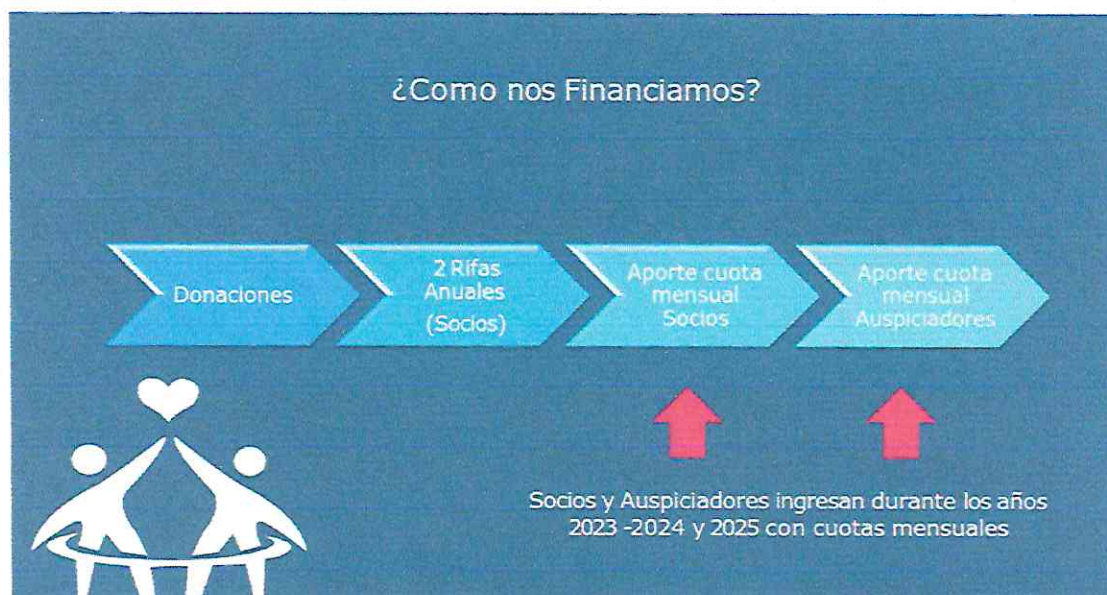 ¿Como nos Financiamos?
Donaciones
2 Rifas
Anuales
(Socios)
Aporte cuota
mensual
Socios
Aporte cuota
mensual
Auspiciadores
Socios y Auspiciadores ingresan durante los años
2023 -2024 y 2025 con cuotas mensuales